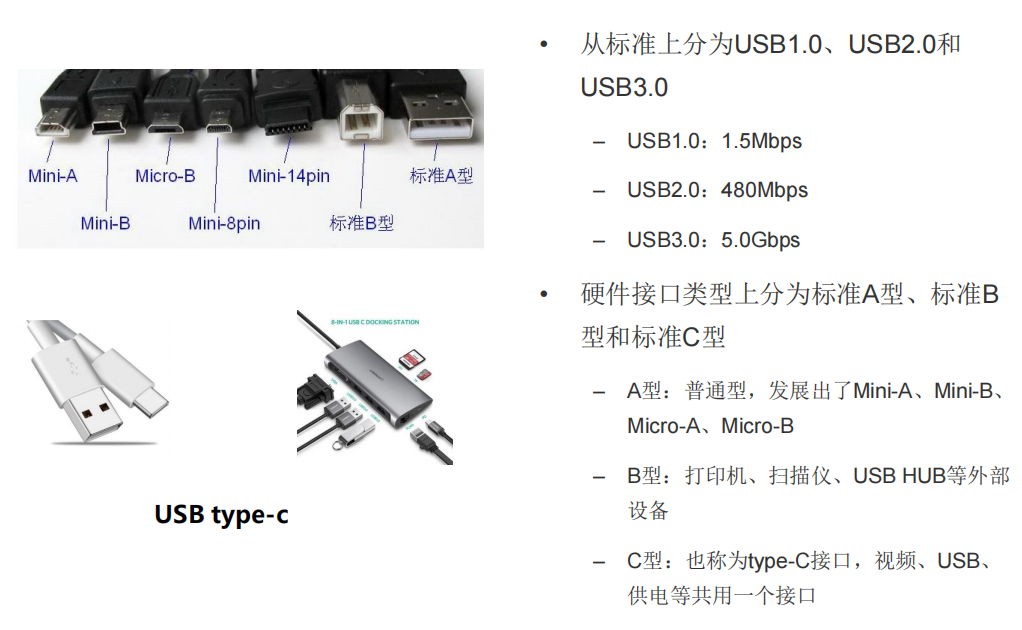 Mini-A
Micro-B
Mini-14pin
标准A型
Mini-B
Mini-8pin
标准B型
8-IN-1 USB C DOCKING STATION
USB type-c
• 从标准上分为USB1.0、USB2.0和
USB3.0
– USB1.0：1.5Mbps
– USB2.0：480Mbps
– USB3.0：5.0Gbps
• 硬件接口类型上分为标准A型、标准B
型和标准C型
– A型：普通型，发展出了Mini-A、Mini-B、
Micro-A、Micro-B
– B型：打印机、扫描仪、USB HUB等外部
设备
– C型：也称为type-C接口，视频、USB、
供电等共用一个接口